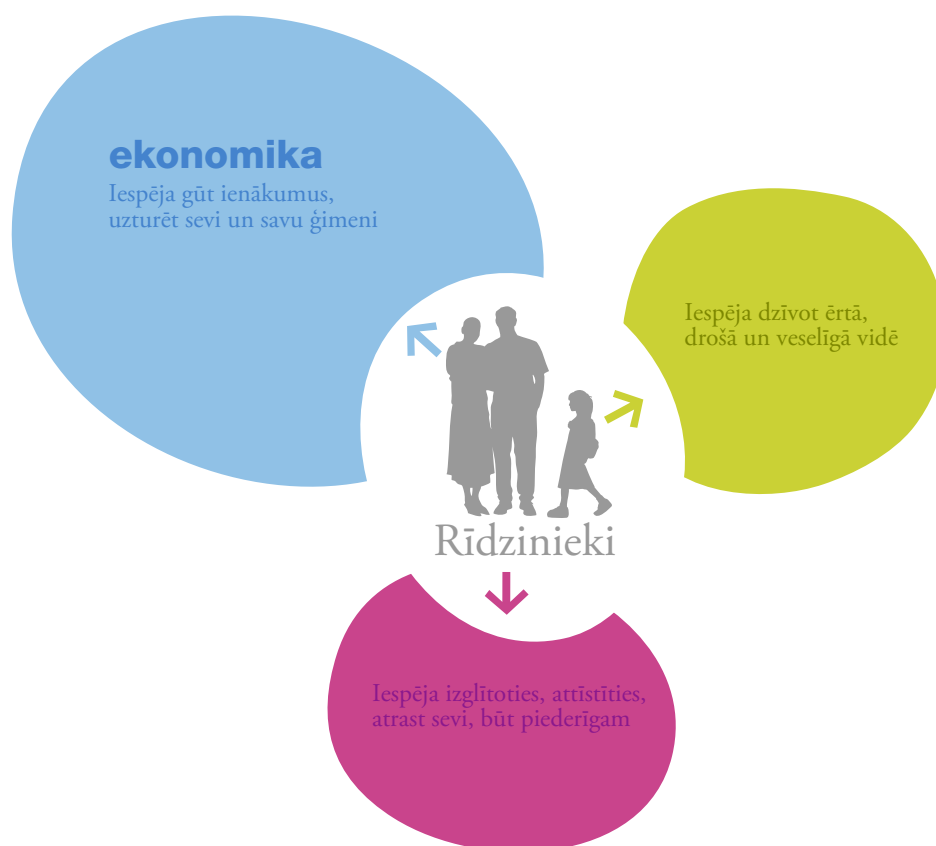 ekonomika
Iespēja gūt ienākumus,
uzturēt sevi un savu ģimeni
Iespēja dzīvot ērtā,
drošā un veselīgā vidē
Rīdzinieki
Iespēja izglītoties, attīstīties,
atrast sevi, būt piederīgam